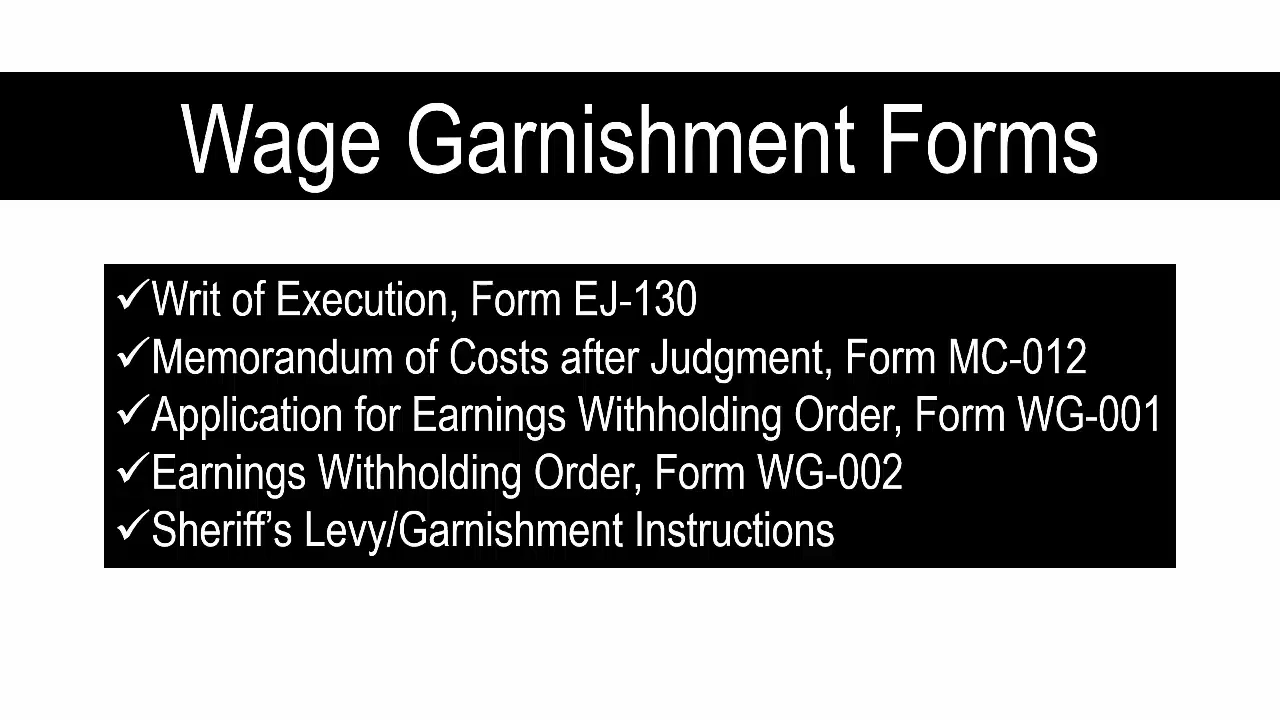 Wage Garnishment Forms
✓Writ of Execution, Form EJ-130
✓Memorandum of Costs after Judgment, Form MC-012
✓Application for Earnings Withholding Order, Form WG-001
✓Earnings Withholding Order, Form WG-002
✓Sheriff’s Levy/Garnishment Instructions